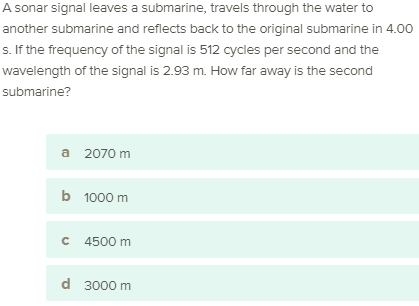 A sonar signal leaves a submarine, travels through the water to
another submarine and reflects back to the original submarine in 4.00
s. If the frequency of the signal is 512 cycles per second and the
wavelength of the signal is 2.93 m. How far away is the second
submarine?
a 2070 m
b 1000 m
c 4500 m
d 3000 m